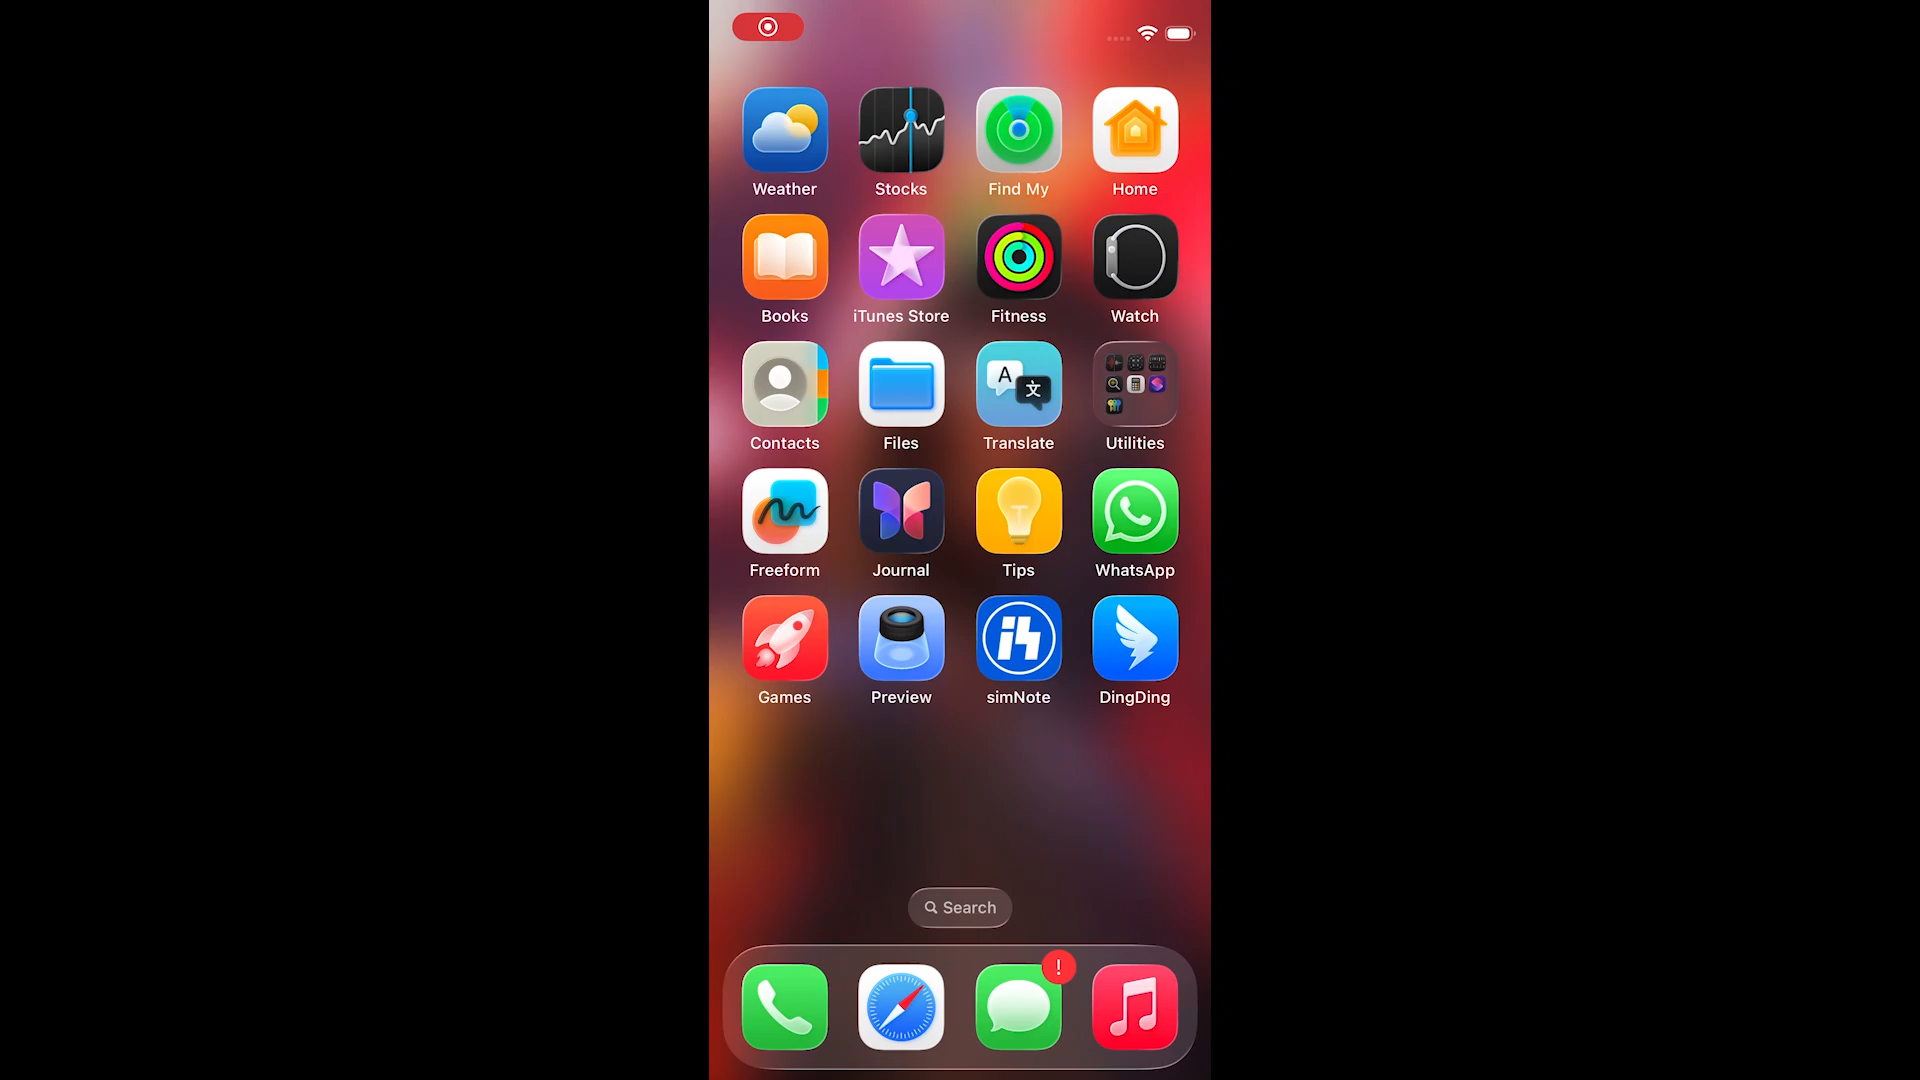 Weather Stocks Find My Home
Books iTunes Store Fitness Watch
A
文
Contacts Files Translate Utilities
Freeform Journal Tips WhatsApp
Games Preview simNote DingDing
Search
!